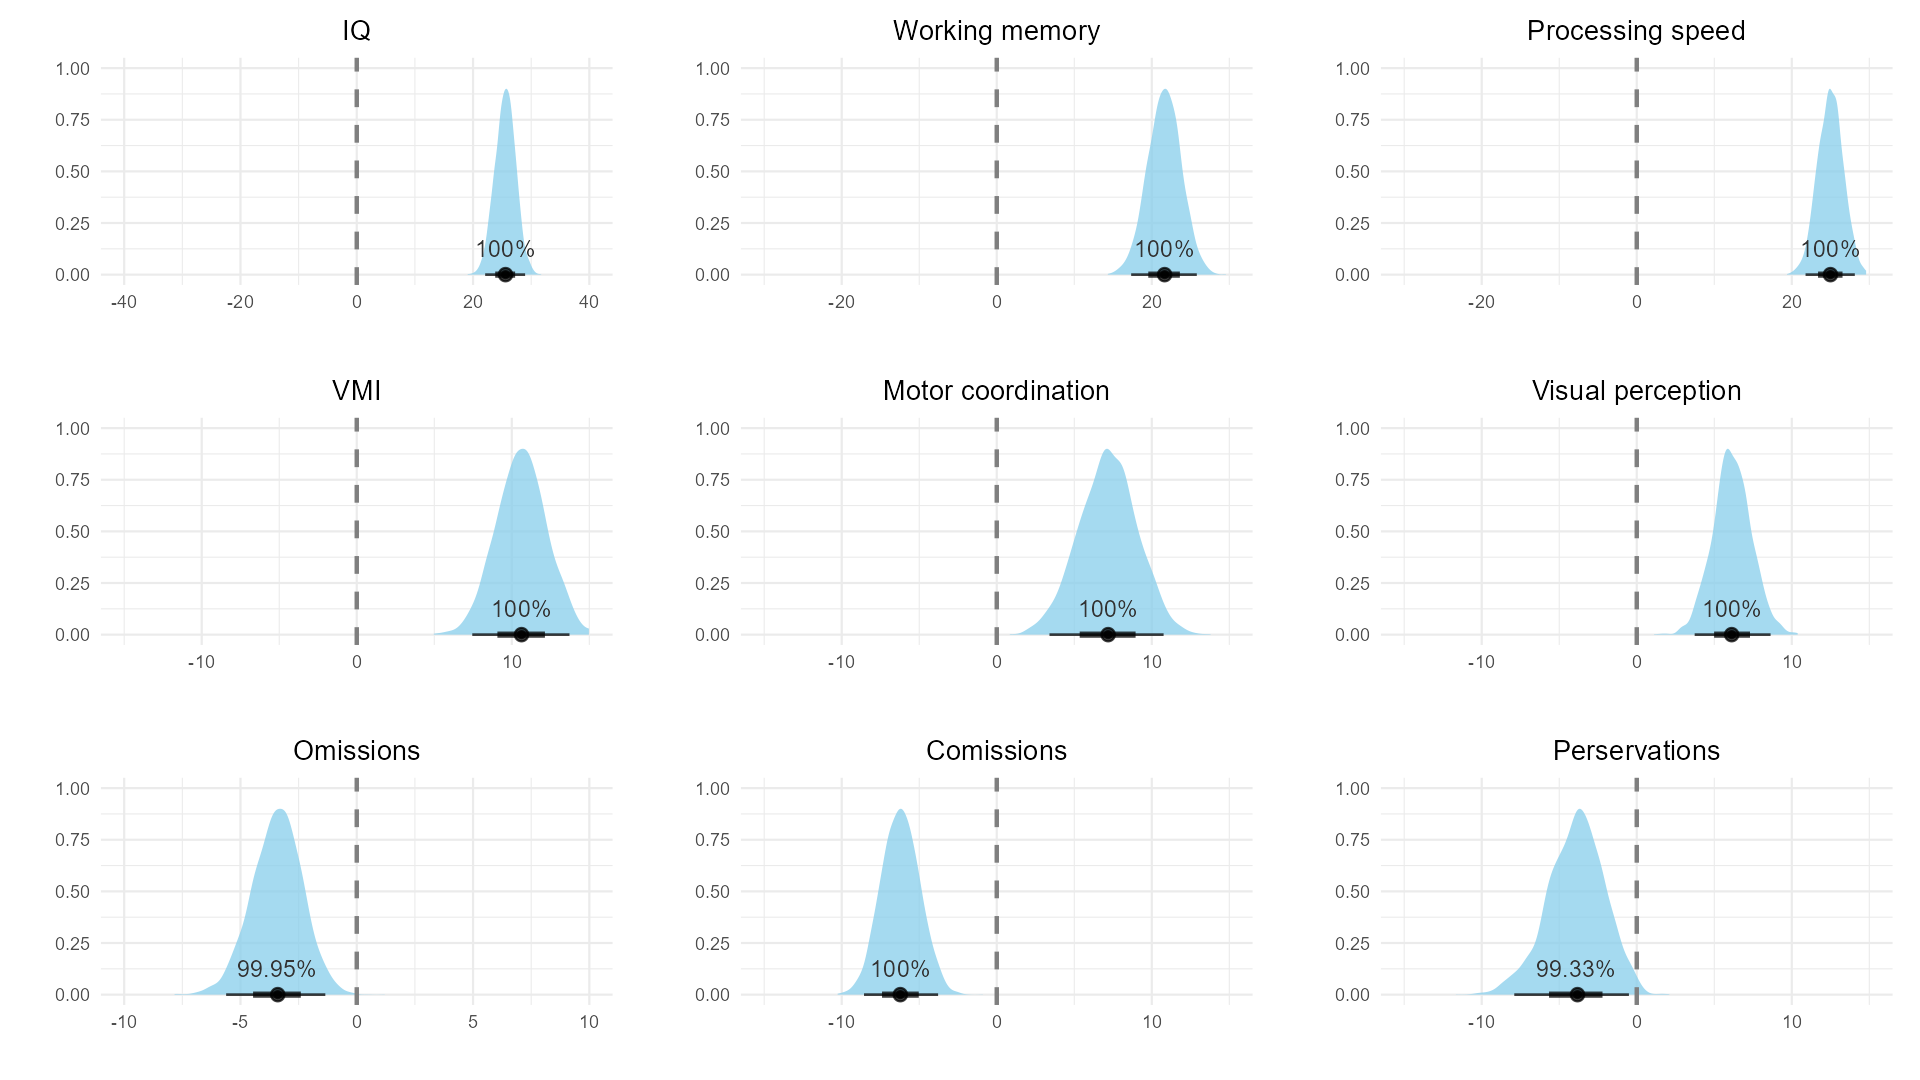 IQ
Working memory
Processing speed
1.00 1.00 1.00
0.75 0.75 0.75
0.50 0.50 0.50
0.25 0.25 0.25
100% 100% 100%
0.00 0.00 0.00
-40 -20 0 20 40 -20 0 20 -20 0 20
VMI
Motor coordination
Visual perception
1.00 1.00 1.00
0.75 0.75 0.75
0.50 0.50 0.50
0.25 0.25 0.25
100% 100% 100%
0.00 0.00 0.00
-10 0 10 -10 0 10 -10 0 10
Omissions
Comissions
Perservations
1.00 1.00 1.00
0.75 0.75 0.75
0.50 0.50 0.50
0.25 0.25 0.25
99.95% 100% 99.33%
0.00 0.00 0.00
-10 -5 0 5 10 -10 0 10 -10 0 10